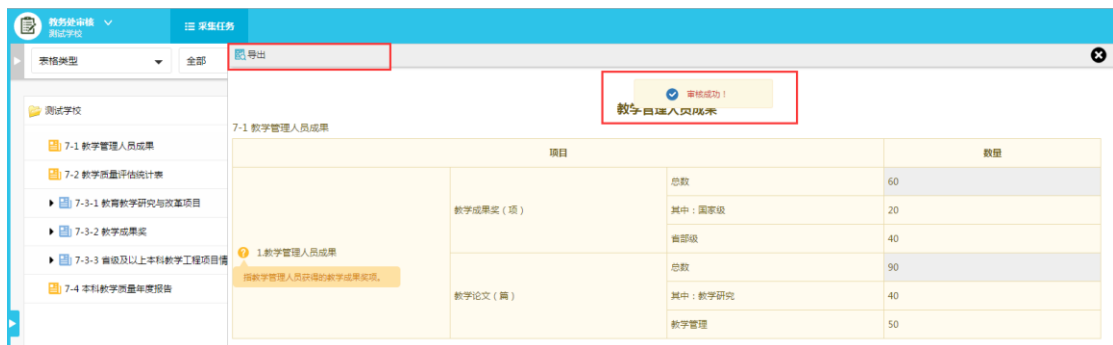 教务处审核
测试学校
采集任务
表格类型
全部
导出
审核成功！
教学管理人员成果
测试学校
7-1 教学管理人员成果
7-2 教学质量评估统计表
7-3-1 教育教学研究与改革项目
7-3-2 教学成果奖
7-3-3 省级及以上本科教学工程项目情
7-4 本科教学质量年度报告
7-1 教学管理人员成果
项目
数量
1.教学管理人员成果
指教学管理人员获得的教学成果奖项。
教学成果奖（项）
总数
60
其中：国家级
20
省部级
40
教学论文（篇）
总数
90
其中：教学研究
40
教学管理
50